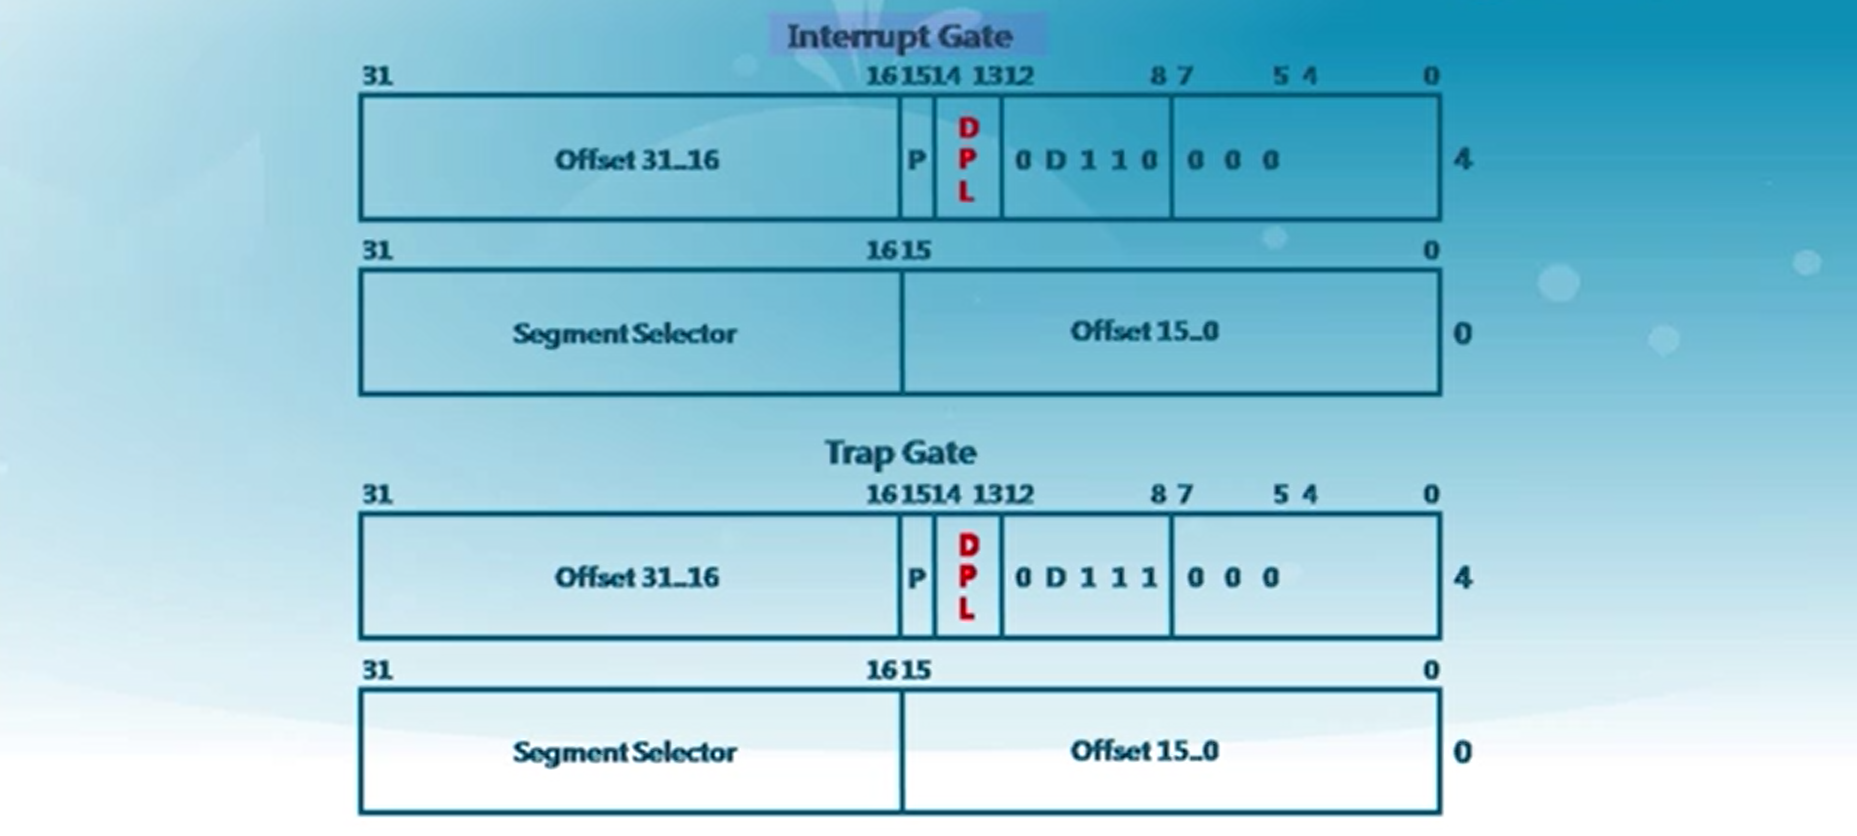 Interrupt Gate
31 16 15 14 13 12 8 7 5 4 0
Offset 31..16 P DPL 0 D 1 1 0 0 0 0 4
31 16 15 0
Segment Selector Offset 15..0 0
Trap Gate
31 16 15 14 13 12 8 7 5 4 0
Offset 31..16 P DPL 0 D 1 1 1 0 0 0 4
31 16 15 0
Segment Selector Offset 15..0 0